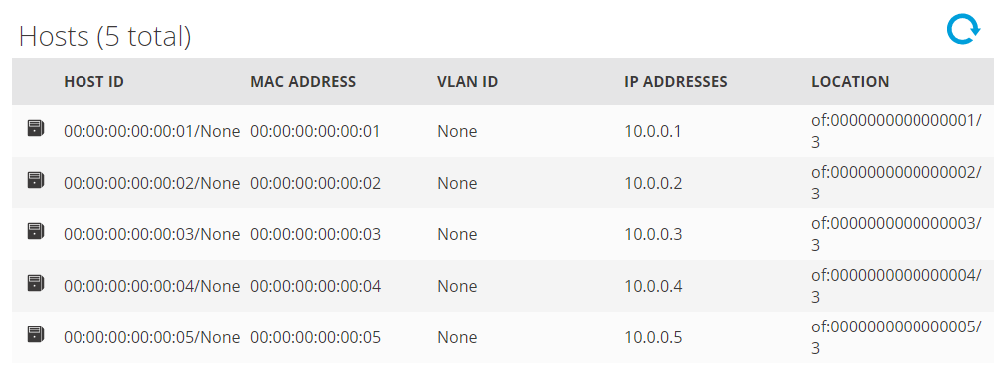 Hosts (5 total)
HOST ID MAC ADDRESS VLAN ID IP ADDRESSES LOCATION
00:00:00:00:00:01/None 00:00:00:00:00:01 None 10.0.0.1 of:0000000000000001/
3
00:00:00:00:00:02/None 00:00:00:00:00:02 None 10.0.0.2 of:0000000000000002/
3
00:00:00:00:00:03/None 00:00:00:00:00:03 None 10.0.0.3 of:0000000000000003/
3
00:00:00:00:00:04/None 00:00:00:00:00:04 None 10.0.0.4 of:0000000000000004/
3
00:00:00:00:00:05/None 00:00:00:00:00:05 None 10.0.0.5 of:0000000000000005/
3